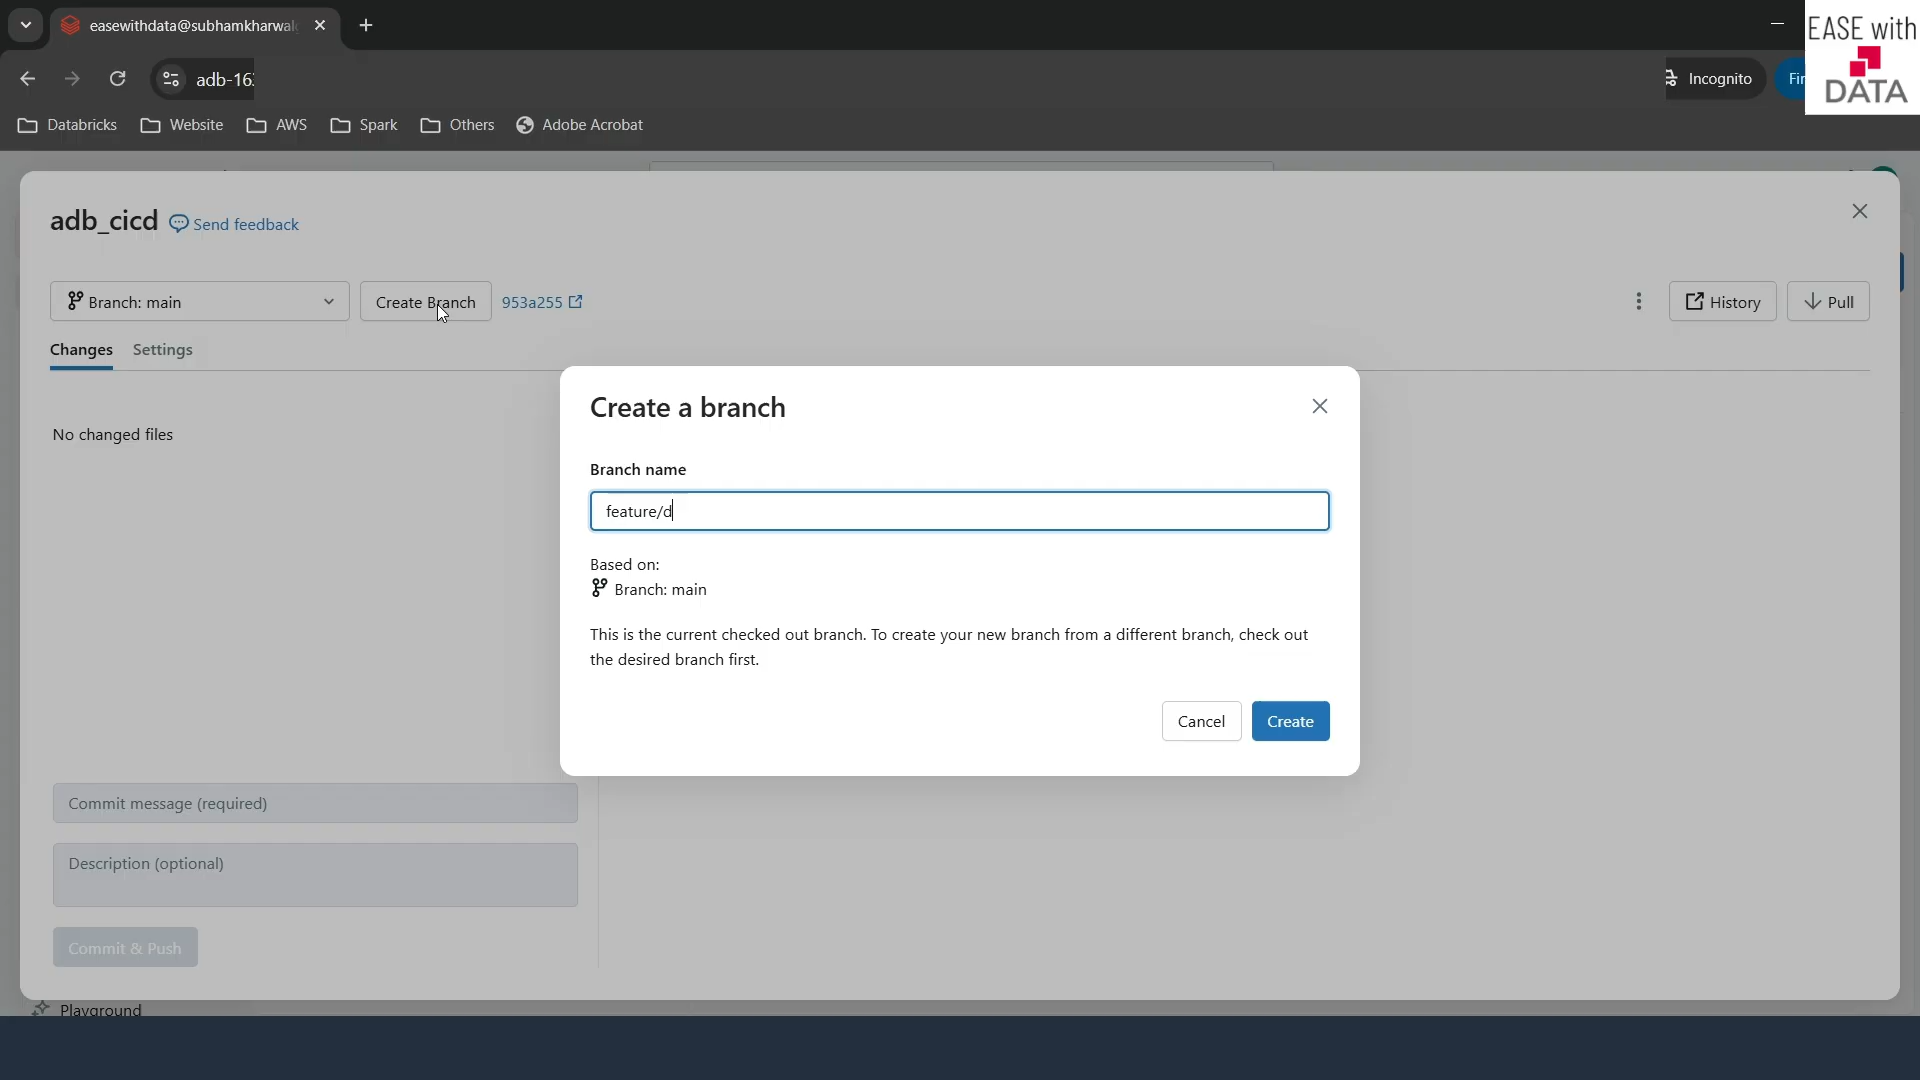 easewithdata@subhamkharwal
EASE with
DATA
adb-163
Incognito
Databricks
Website
AWS
Spark
Others
Adobe Acrobat
adb_cicd
Send feedback
Branch: main
Create Branch
953a255
History
Pull
Changes
Settings
No changed files
Create a branch
Branch name
feature/d
Based on:
Branch: main
This is the current checked out branch. To create your new branch from a different branch, check out
the desired branch first.
Cancel
Create
Commit message (required)
Description (optional)
Commit & Push
Playground